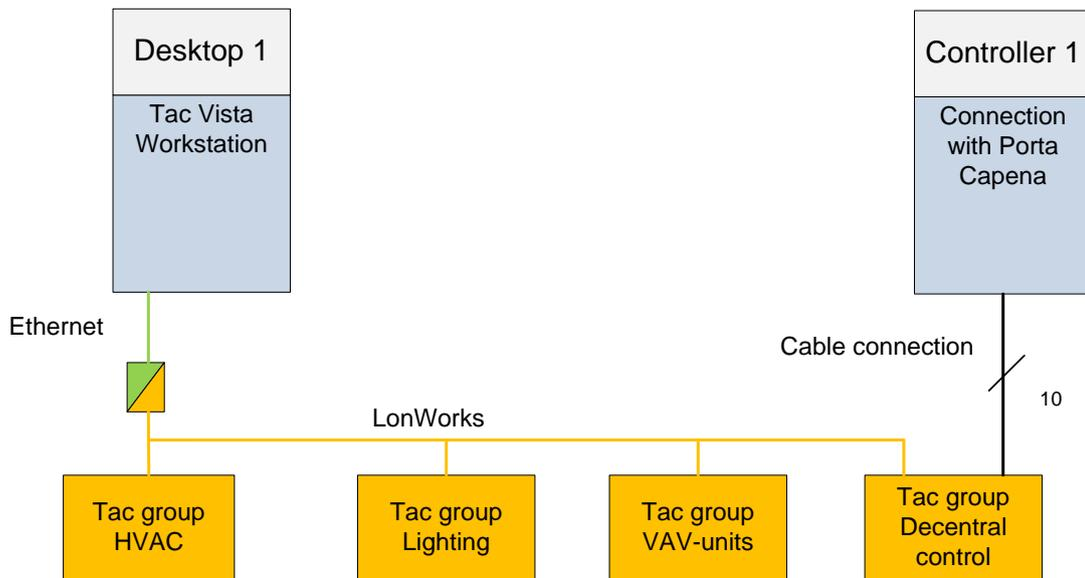 Desktop 1
Tac Vista
Workstation
Controller 1
Connection
with Porta
Capena
Ethernet
Cable connection
10
LonWorks
Tac group
HVAC
Tac group
Lighting
Tac group
VAV-units
Tac group
Decentral
control